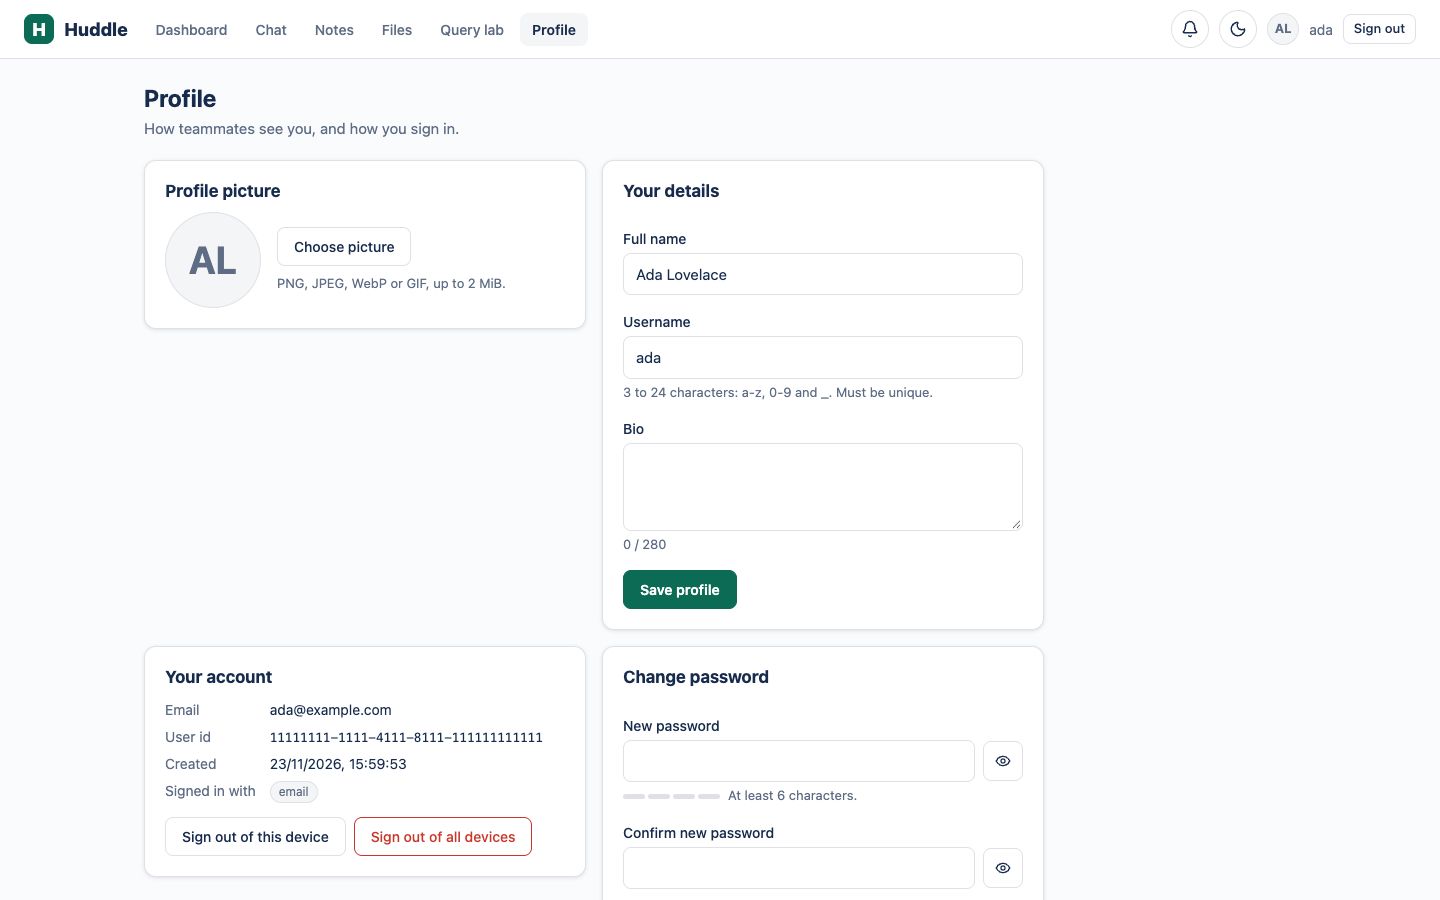 H Huddle Dashboard Chat Notes Files Query lab Profile AL ada Sign out
Profile
How teammates see you, and how you sign in.
Profile picture
AL
Choose picture
PNG, JPEG, WebP or GIF, up to 2 MiB.
Your details
Full name
Ada Lovelace
Username
ada
3 to 24 characters: a-z, 0-9 and _. Must be unique.
Bio
0 / 280
Save profile
Your account
Email ada@example.com
User id 11111111-1111-4111-8111-111111111111
Created 23/11/2026, 15:59:53
Signed in with email
Sign out of this device Sign out of all devices
Change password
New password
At least 6 characters.
Confirm new password